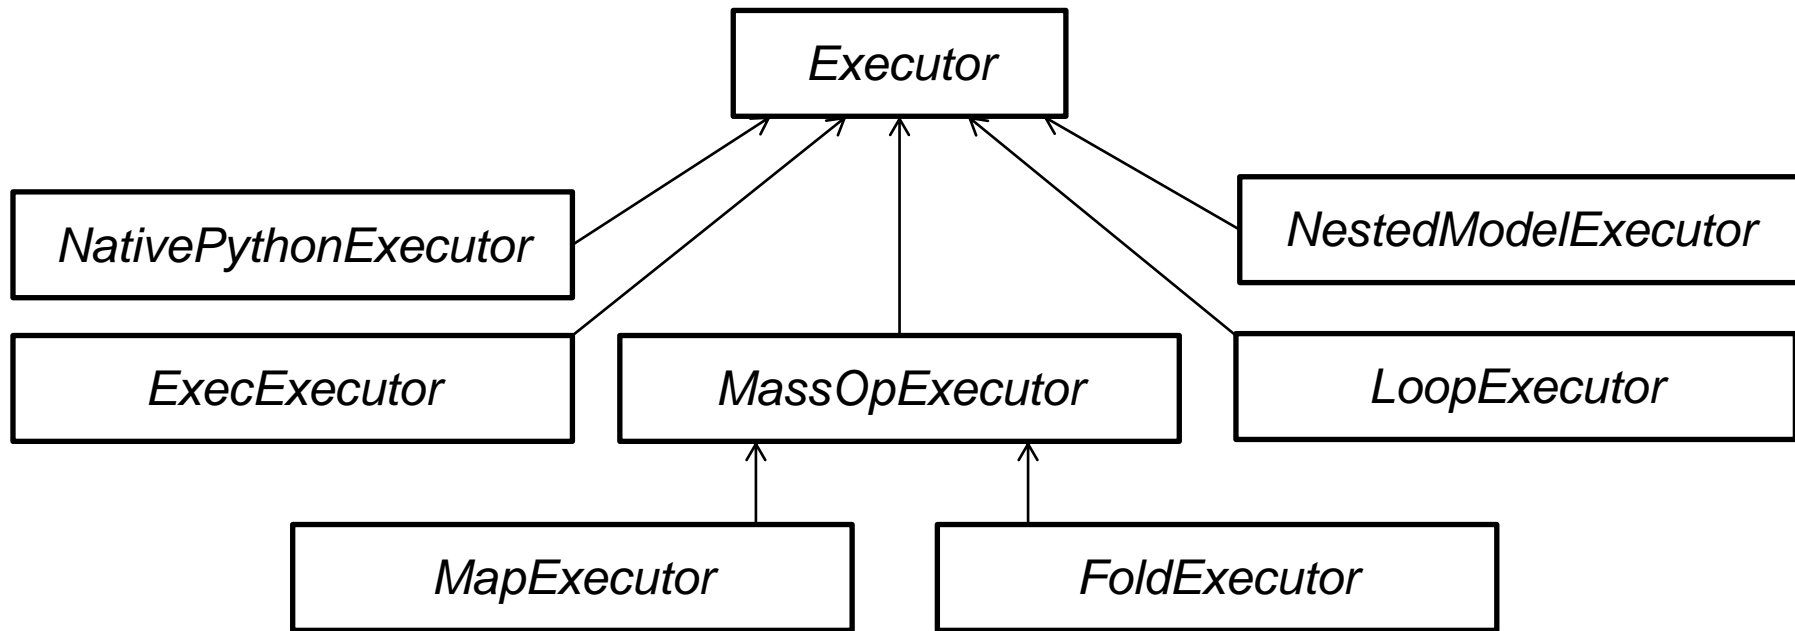 Executor
NativePythonExecutor
NestedModelExecutor
ExecExecutor
MassOpExecutor
LoopExecutor
MapExecutor
FoldExecutor